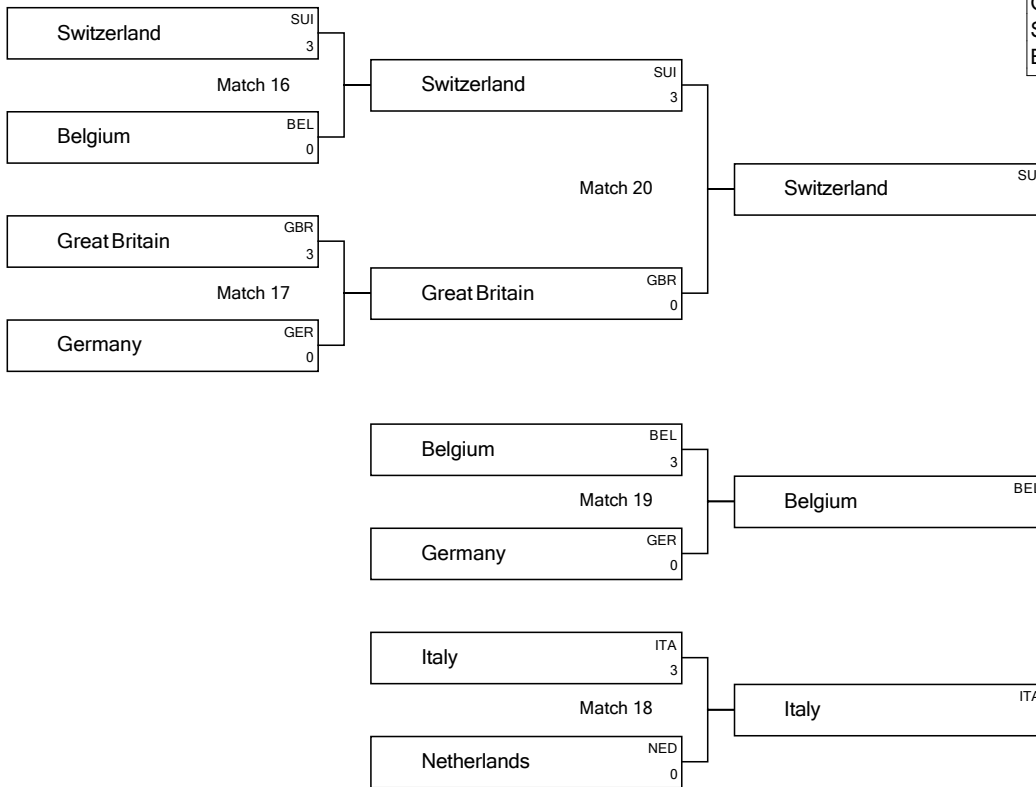 Switzerland SUI
3
Match 16
Belgium BEL
0
Great Britain GBR
3
Match 17
Germany GER
0
Switzerland SUI
3
Match 20
Great Britain GBR
0
Switzerland
Belgium BEL
3
Match 19
Germany GER
0
Belgium
Italy ITA
3
Match 18
Netherlands NED
0
Italy